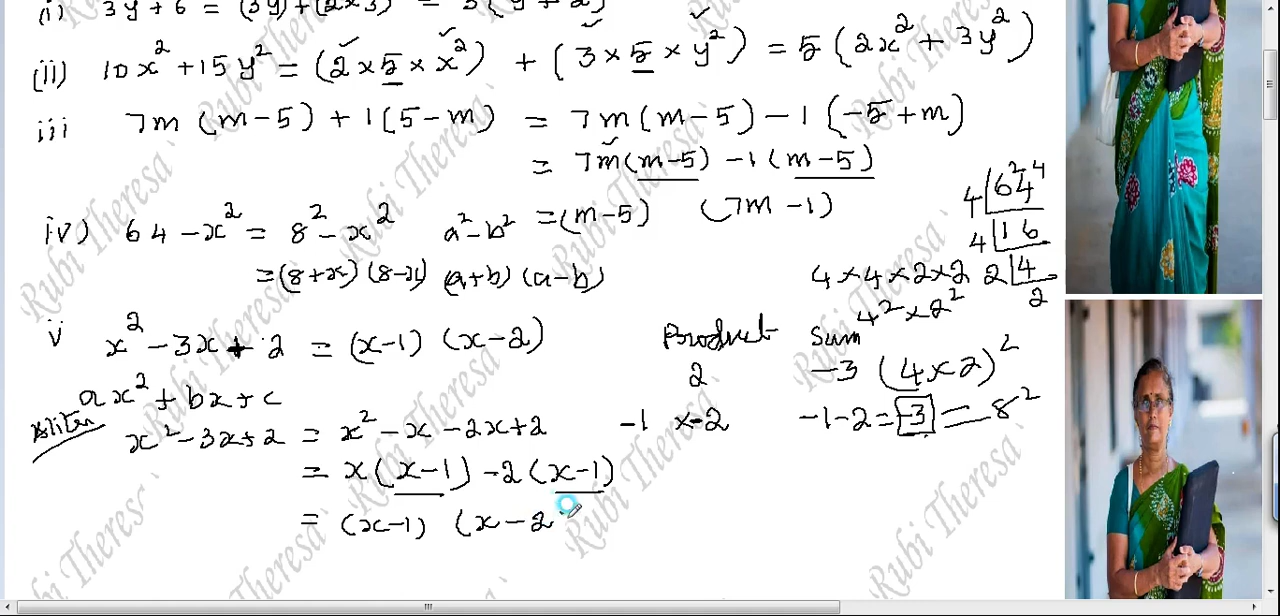 (i) 3y + 6 = (3y) + (2×3) = 3(y + 2)
(ii) 10x² + 15y² = (2 × 5 × x²) + (3 × 5 × y²) = 5(2x² + 3y²)
iii 7m (m-5) + 1(5-m) = 7m(m-5) - 1(-5+m)
= 7m(m-5) - 1(m-5)
= (m-5) (7m-1)
iv) 64 - x² = 8² - x² a² - b²
= (8+x) (8-x) (a+b) (a-b)
4 64
4 16
2 4
2
4×4×2×2
4²×2²
(4×2)²
= 8²
v x² - 3x + 2 = (x-1) (x-2) Product Sum
2 -3
ax² + bx + c
x² - 3x + 2 = x² - x - 2x + 2 -1 × -2 -1-2 = -3
= x(x-1) - 2(x-1)
= (x-1) (x-2
Rubi Theresa